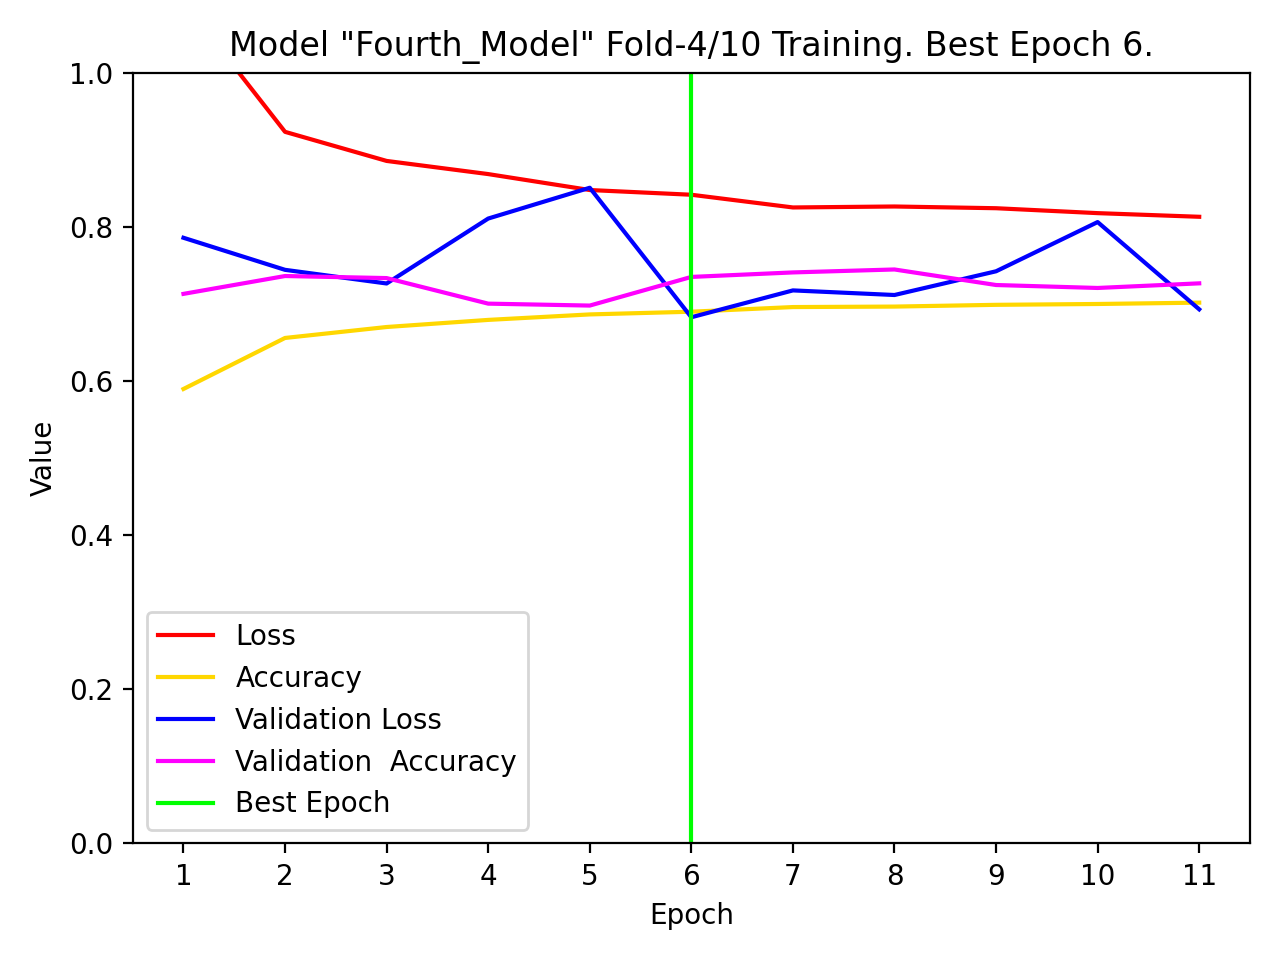 Model "Fourth_Model" Fold-4/10 Training. Best Epoch 6.
1.0
0.8
0.6
0.4
0.2
0.0
Value
Loss
Accuracy
Validation Loss
Validation  Accuracy
Best Epoch
1 2 3 4 5 6 7 8 9 10 11
Epoch